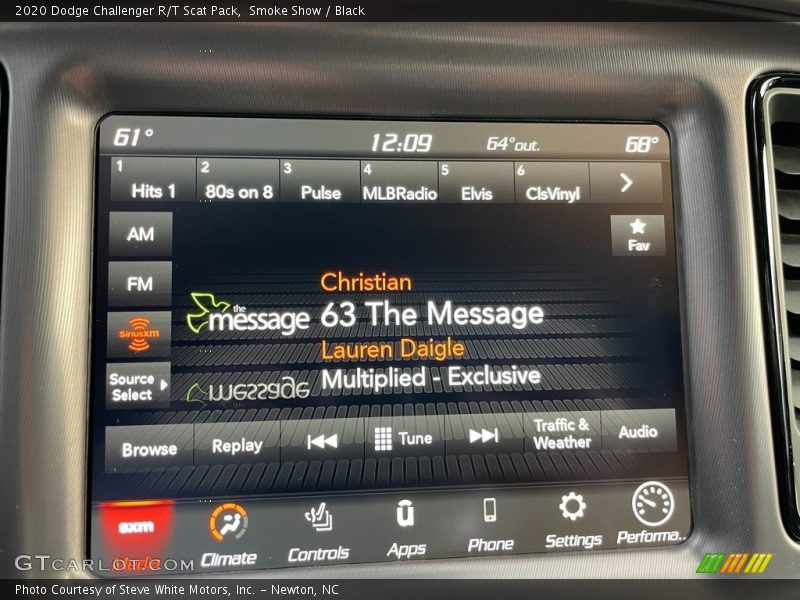 2020 Dodge Challenger R/T Scat Pack,  Smoke Show / Black
61° 12:09 64°out. 68°
1 Hits 1 2 80s on 8 3 Pulse 4 MLBRadio 5 Elvis 6 ClsVinyl
AM
Fav
FM
Christian
the message 63 The Message
SiriusXM
Lauren Daigle
Source Multiplied - Exclusive
Select
Browse Replay Tune Traffic & Audio
Weather
sxm
Radio Climate Controls Apps Phone Settings Performa..
GTCARLOT.COM
Photo Courtesy of Steve White Motors, Inc. – Newton, NC